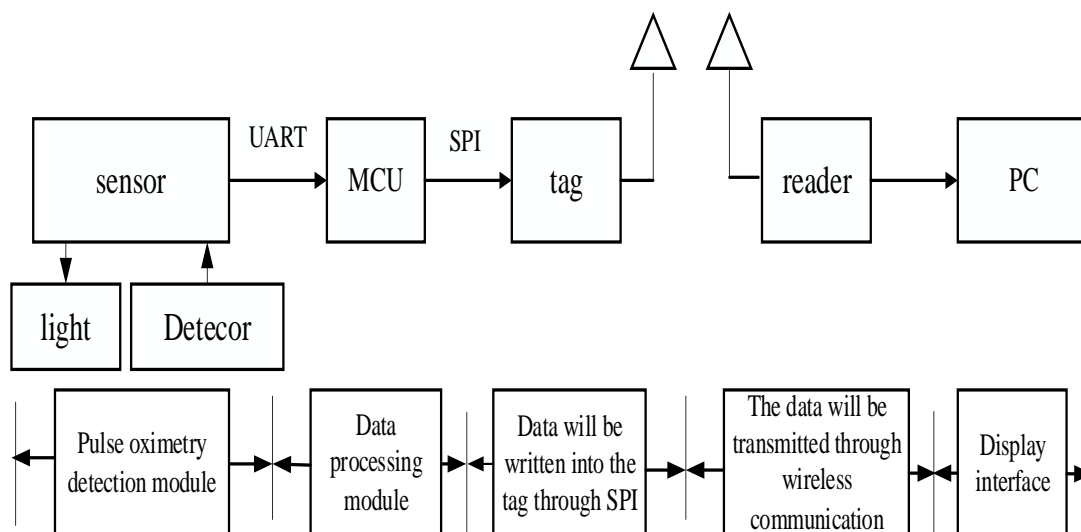 UART
SPI
sensor
MCU
tag
reader
PC
light
Detecor
Pulse oximetry
detection module
Data
processing
module
Data will be
written into the
tag through SPI
The data will be
transmitted through
wireless
communication
Display
interface